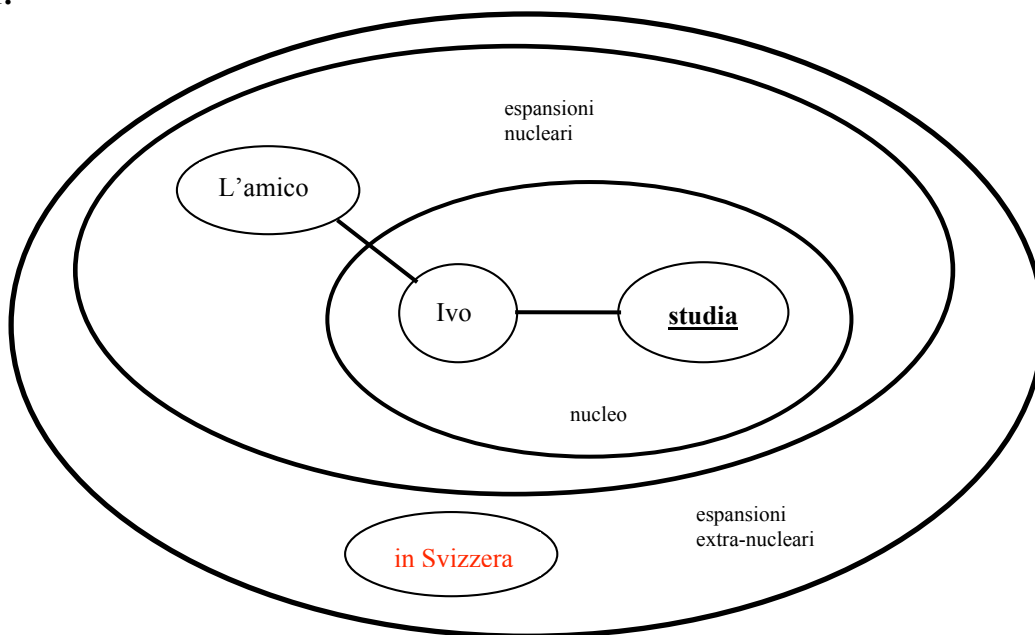 espansioni
nucleari
L’amico
Ivo
studia
nucleo
espansioni
extra-nucleari
in Svizzera